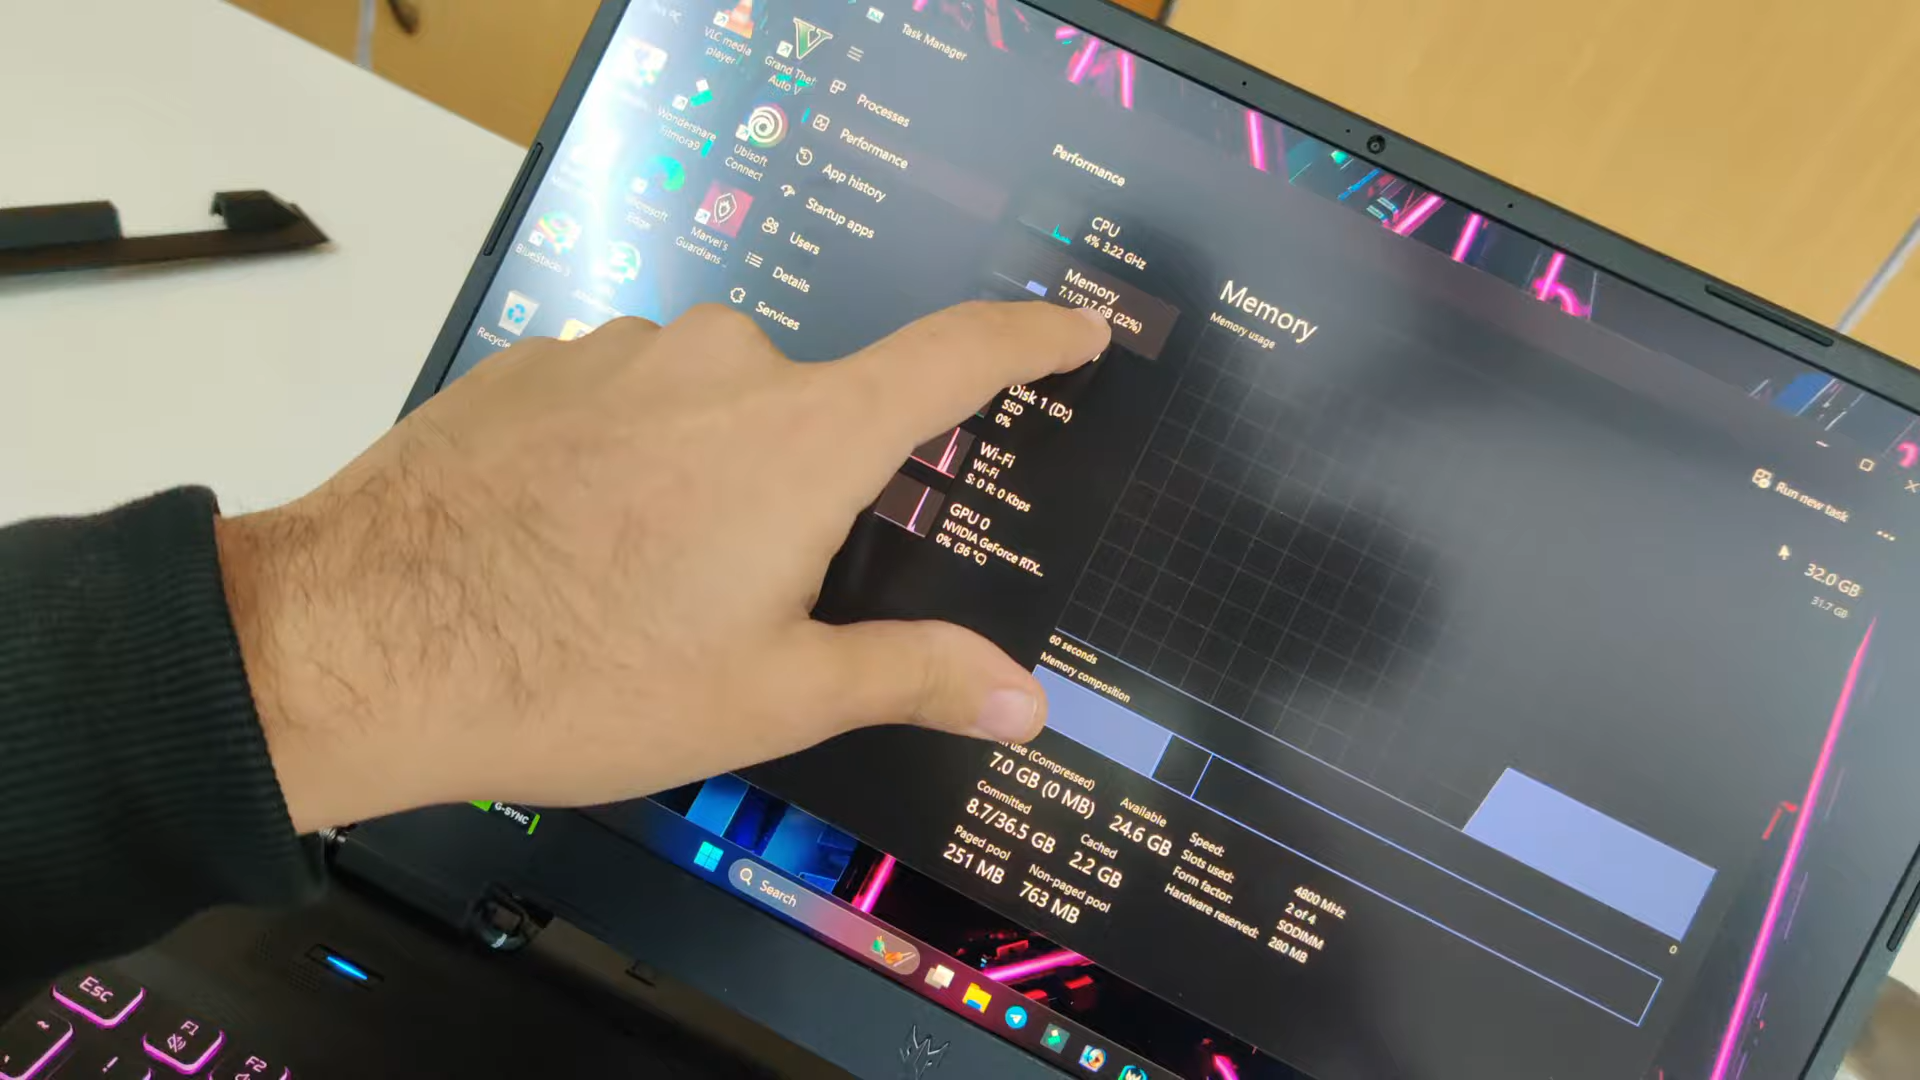 VLC media
player
Grand Theft
Auto V
Wondershare
Filmora9
Ubisoft
Connect
Microsoft
Edge
Marvel's
Guardians...
BlueStacks
Recycle
Task Manager
Processes
Performance
App history
Startup apps
Users
Details
Services
Performance
CPU
4% 3.22 GHz
Memory
7.1/31.7 GB (22%)
Disk 1 (D:)
SSD
0%
Wi-Fi
Wi-Fi
S: 0 R: 0 Kbps
GPU 0
NVIDIA GeForce RTX...
0% (36 °C)
Memory
Memory usage
Run new task
32.0 GB
31.7 GB
60 seconds
0
Memory composition
use (Compressed)
7.0 GB (0 MB)
Available
24.6 GB
Committed
8.7/36.5 GB
Cached
2.2 GB
Paged pool
251 MB
Non-paged pool
763 MB
Speed: 4800 MHz
Slots used: 2 of 4
Form factor: SODIMM
Hardware reserved: 280 MB
G-SYNC
Search
Esc
F1
F2
~
!